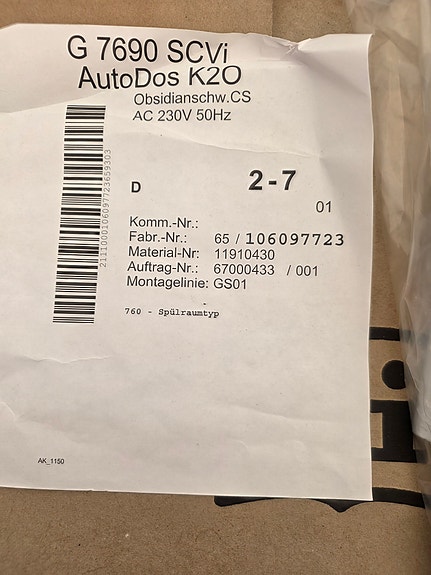 G 7690 SCVi
AutoDos K2O
Obsidianschw.CS
AC 230V 50Hz
D 2-7
01
Komm.-Nr.:
Fabr.-Nr.: 65 / 106097723
Material-Nr: 11910430
Auftrag-Nr.: 67000433 / 001
Montagelinie: GS01
760 - Spülraumtyp
AK_1150